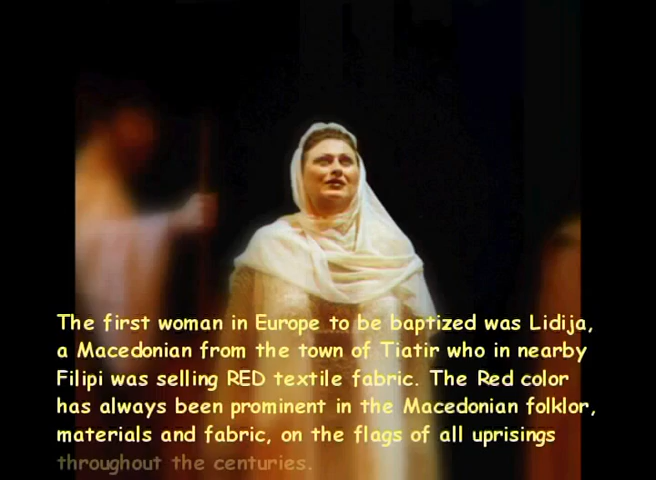 The first woman in Europe to be baptized was Lidija,
a Macedonian from the town of Tiatir who in nearby
Filipi was selling RED textile fabric. The Red color
has always been prominent in the Macedonian folklor,
materials and fabric, on the flags of all uprisings
throughout the centuries.